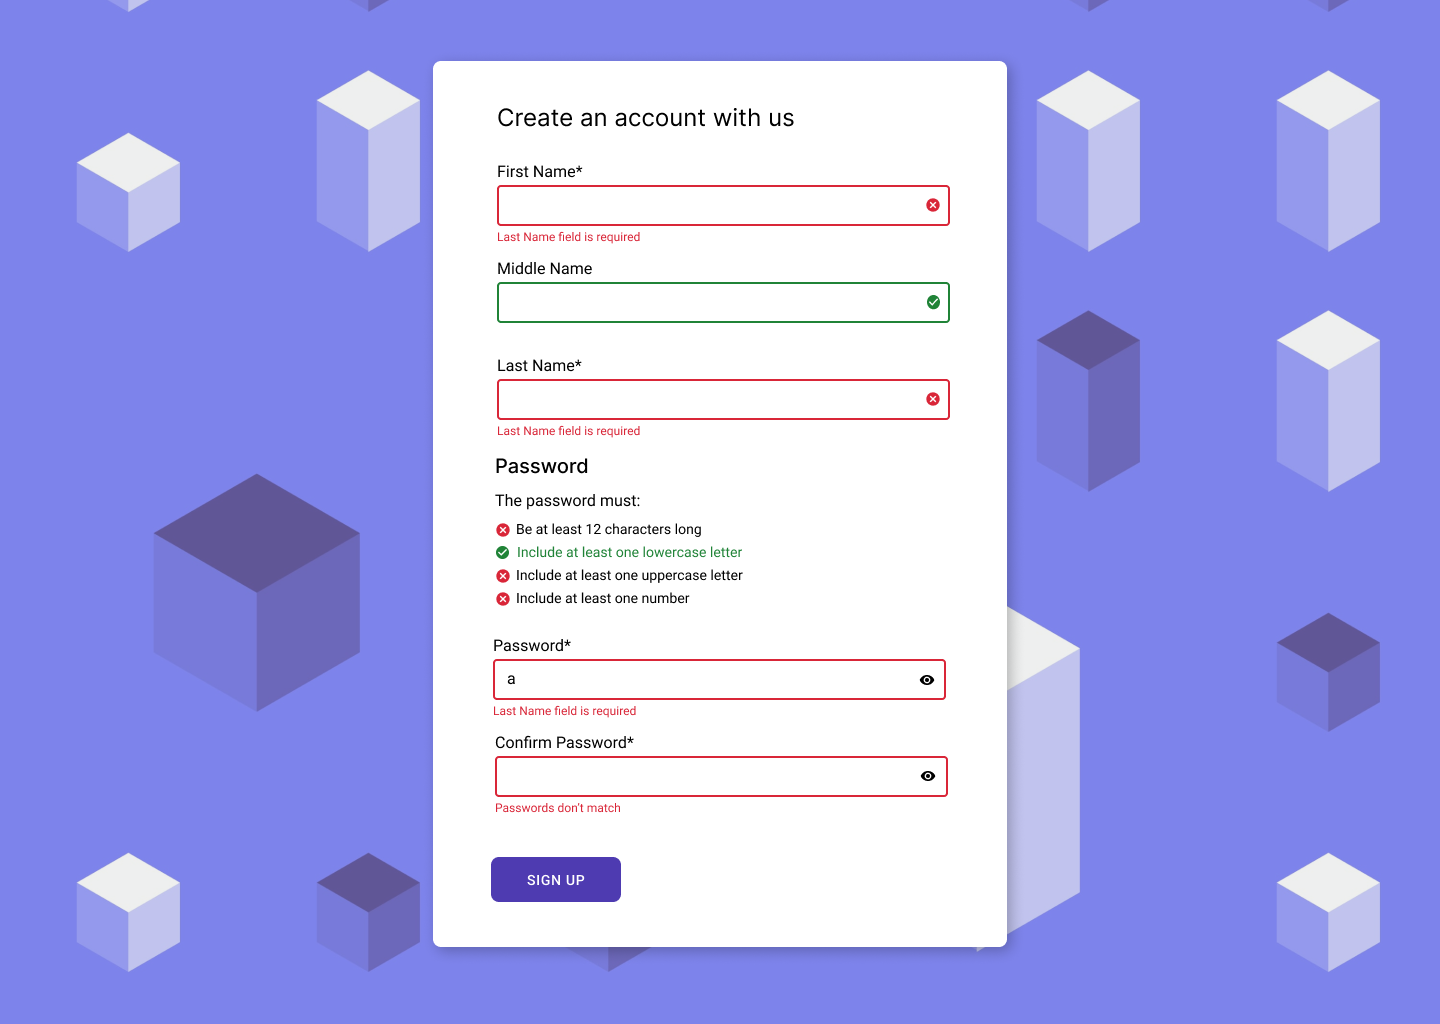 Create an account with us
First Name*
Last Name field is required
Middle Name
Last Name*
Last Name field is required
Password
The password must:
Be at least 12 characters long
Include at least one lowercase letter
Include at least one uppercase letter
Include at least one number
Password*
a
Last Name field is required
Confirm Password*
Passwords don't match
SIGN UP